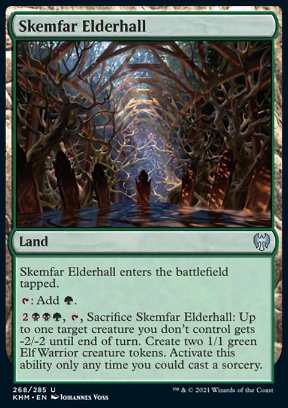 Skemfar Elderhall
Land
Skemfar Elderhall enters the battlefield
tapped.
: Add .
2, , Sacrifice Skemfar Elderhall: Up
to one target creature you don't control gets
-2/-2 until end of turn. Create two 1/1 green
Elf Warrior creature tokens. Activate this
ability only any time you could cast a sorcery.
268/285 U
KHM • EN Johannes Voss
™ & © 2021 Wizards of the Coast